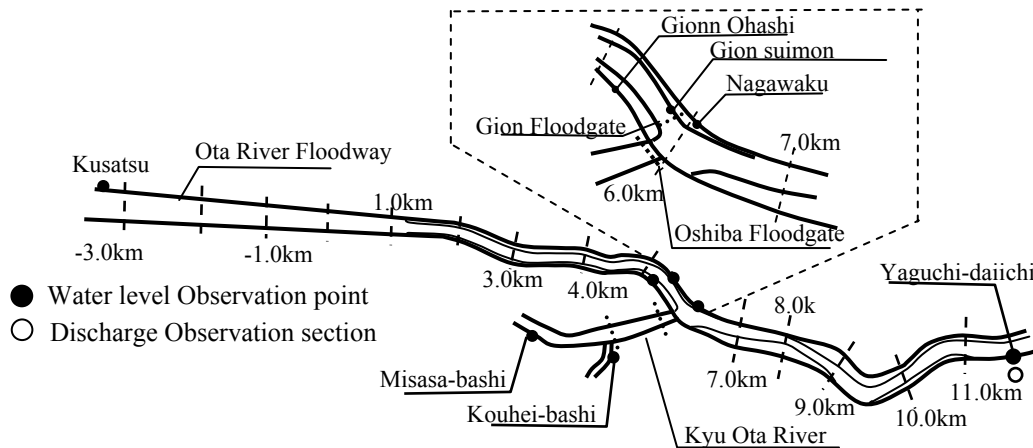 Gionn Ohashi
Gion suimon
Nagawaku
Gion Floodgate
7.0km
6.0km
Oshiba Floodgate
Kusatsu
Ota River Floodway
1.0km
-3.0km
-1.0km
3.0km
4.0km
Yaguchi-daiichi
8.0k
Water level Observation point
Discharge Observation section
Misasa-bashi
Kouhei-bashi
Kyu Ota River
7.0km
9.0km
10.0km
11.0km